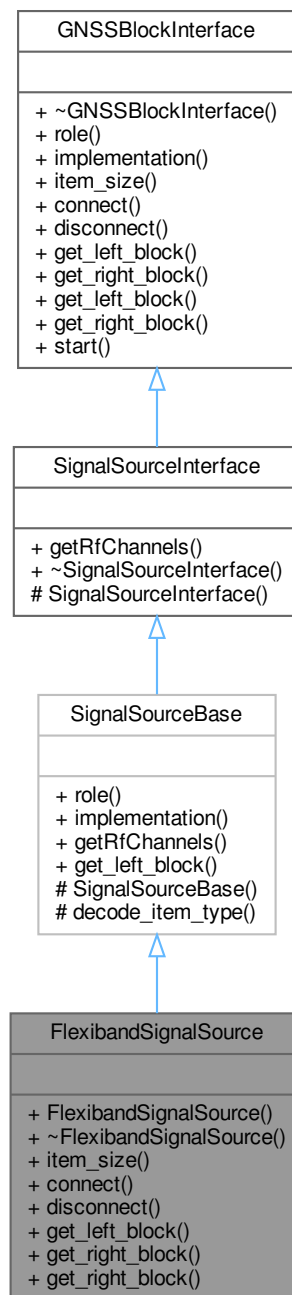 GNSSBlockInterface
+ ~GNSSBlockInterface()
+ role()
+ implementation()
+ item_size()
+ connect()
+ disconnect()
+ get_left_block()
+ get_right_block()
+ get_left_block()
+ get_right_block()
+ start()
SignalSourceInterface
+ getRfChannels()
+ ~SignalSourceInterface()
# SignalSourceInterface()
SignalSourceBase
+ role()
+ implementation()
+ getRfChannels()
+ get_left_block()
# SignalSourceBase()
# decode_item_type()
FlexibandSignalSource
+ FlexibandSignalSource()
+ ~FlexibandSignalSource()
+ item_size()
+ connect()
+ disconnect()
+ get_left_block()
+ get_right_block()
+ get_right_block()